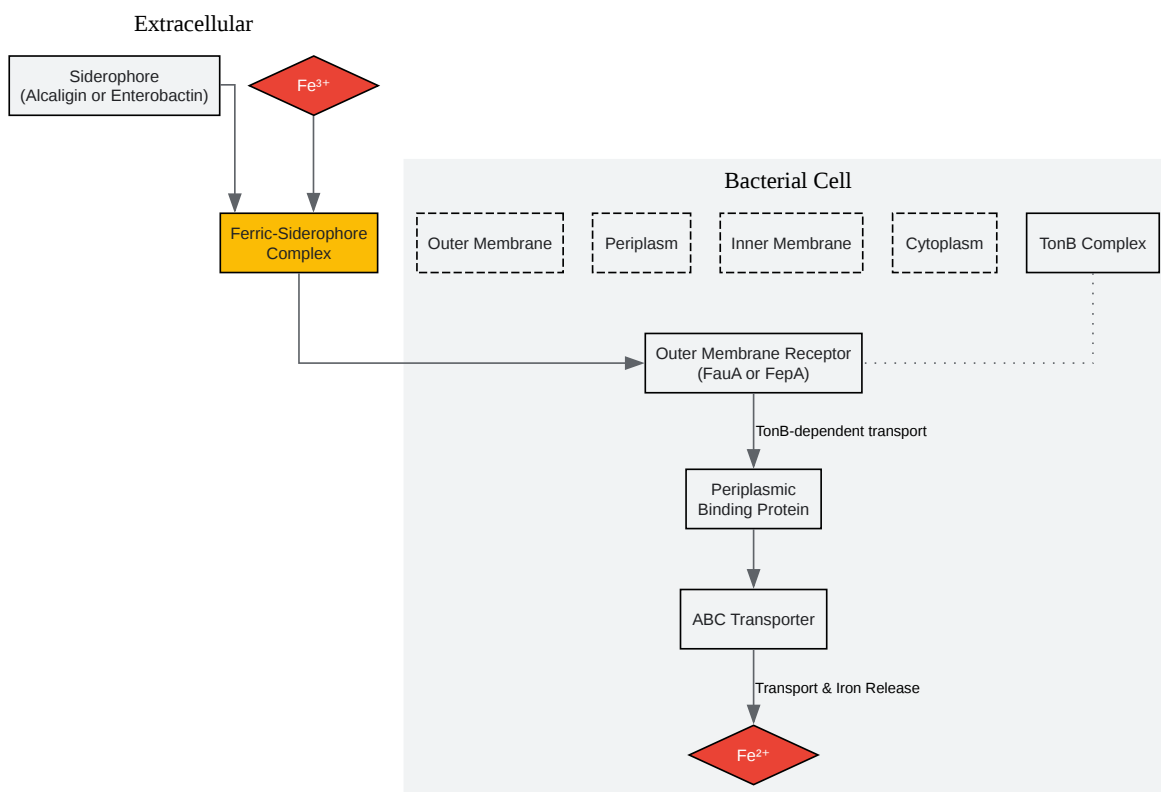 Extracellular
Siderophore
(Alcaligin or Enterobactin)
Fe³⁺
Bacterial Cell
Ferric-Siderophore
Complex
Outer Membrane
Periplasm
Inner Membrane
Cytoplasm
TonB Complex
Outer Membrane Receptor
(FauA or FepA)
TonB-dependent transport
Periplasmic
Binding Protein
ABC Transporter
Transport & Iron Release
Fe²⁺